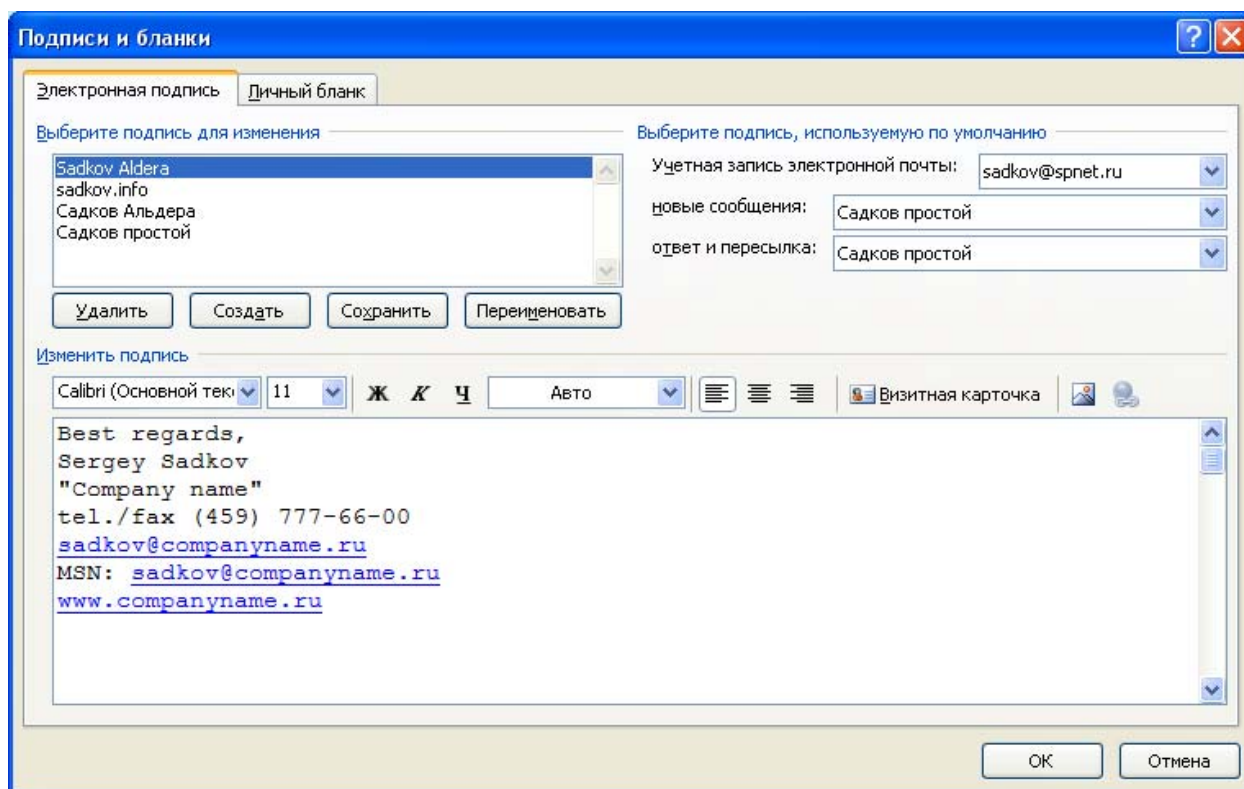 Подписи и бланки
Электронная подпись
Личный бланк
Выберите подпись для изменения
Sadkov Aldera
sadkov.info
Садков Альдера
Садков простой
Удалить
Создать
Сохранить
Переименовать
Выберите подпись, используемую по умолчанию
Учетная запись электронной почты: sadkov@spnet.ru
новые сообщения: Садков простой
ответ и пересылка: Садков простой
Изменить подпись
Calibri (Основной тек 11 Ж К Ч Авто Визитная карточка
Best regards,
Sergey Sadkov
"Company name"
tel./fax (459) 777-66-00
sadkov@companyname.ru
MSN: sadkov@companyname.ru
www.companyname.ru
ОК
Отмена